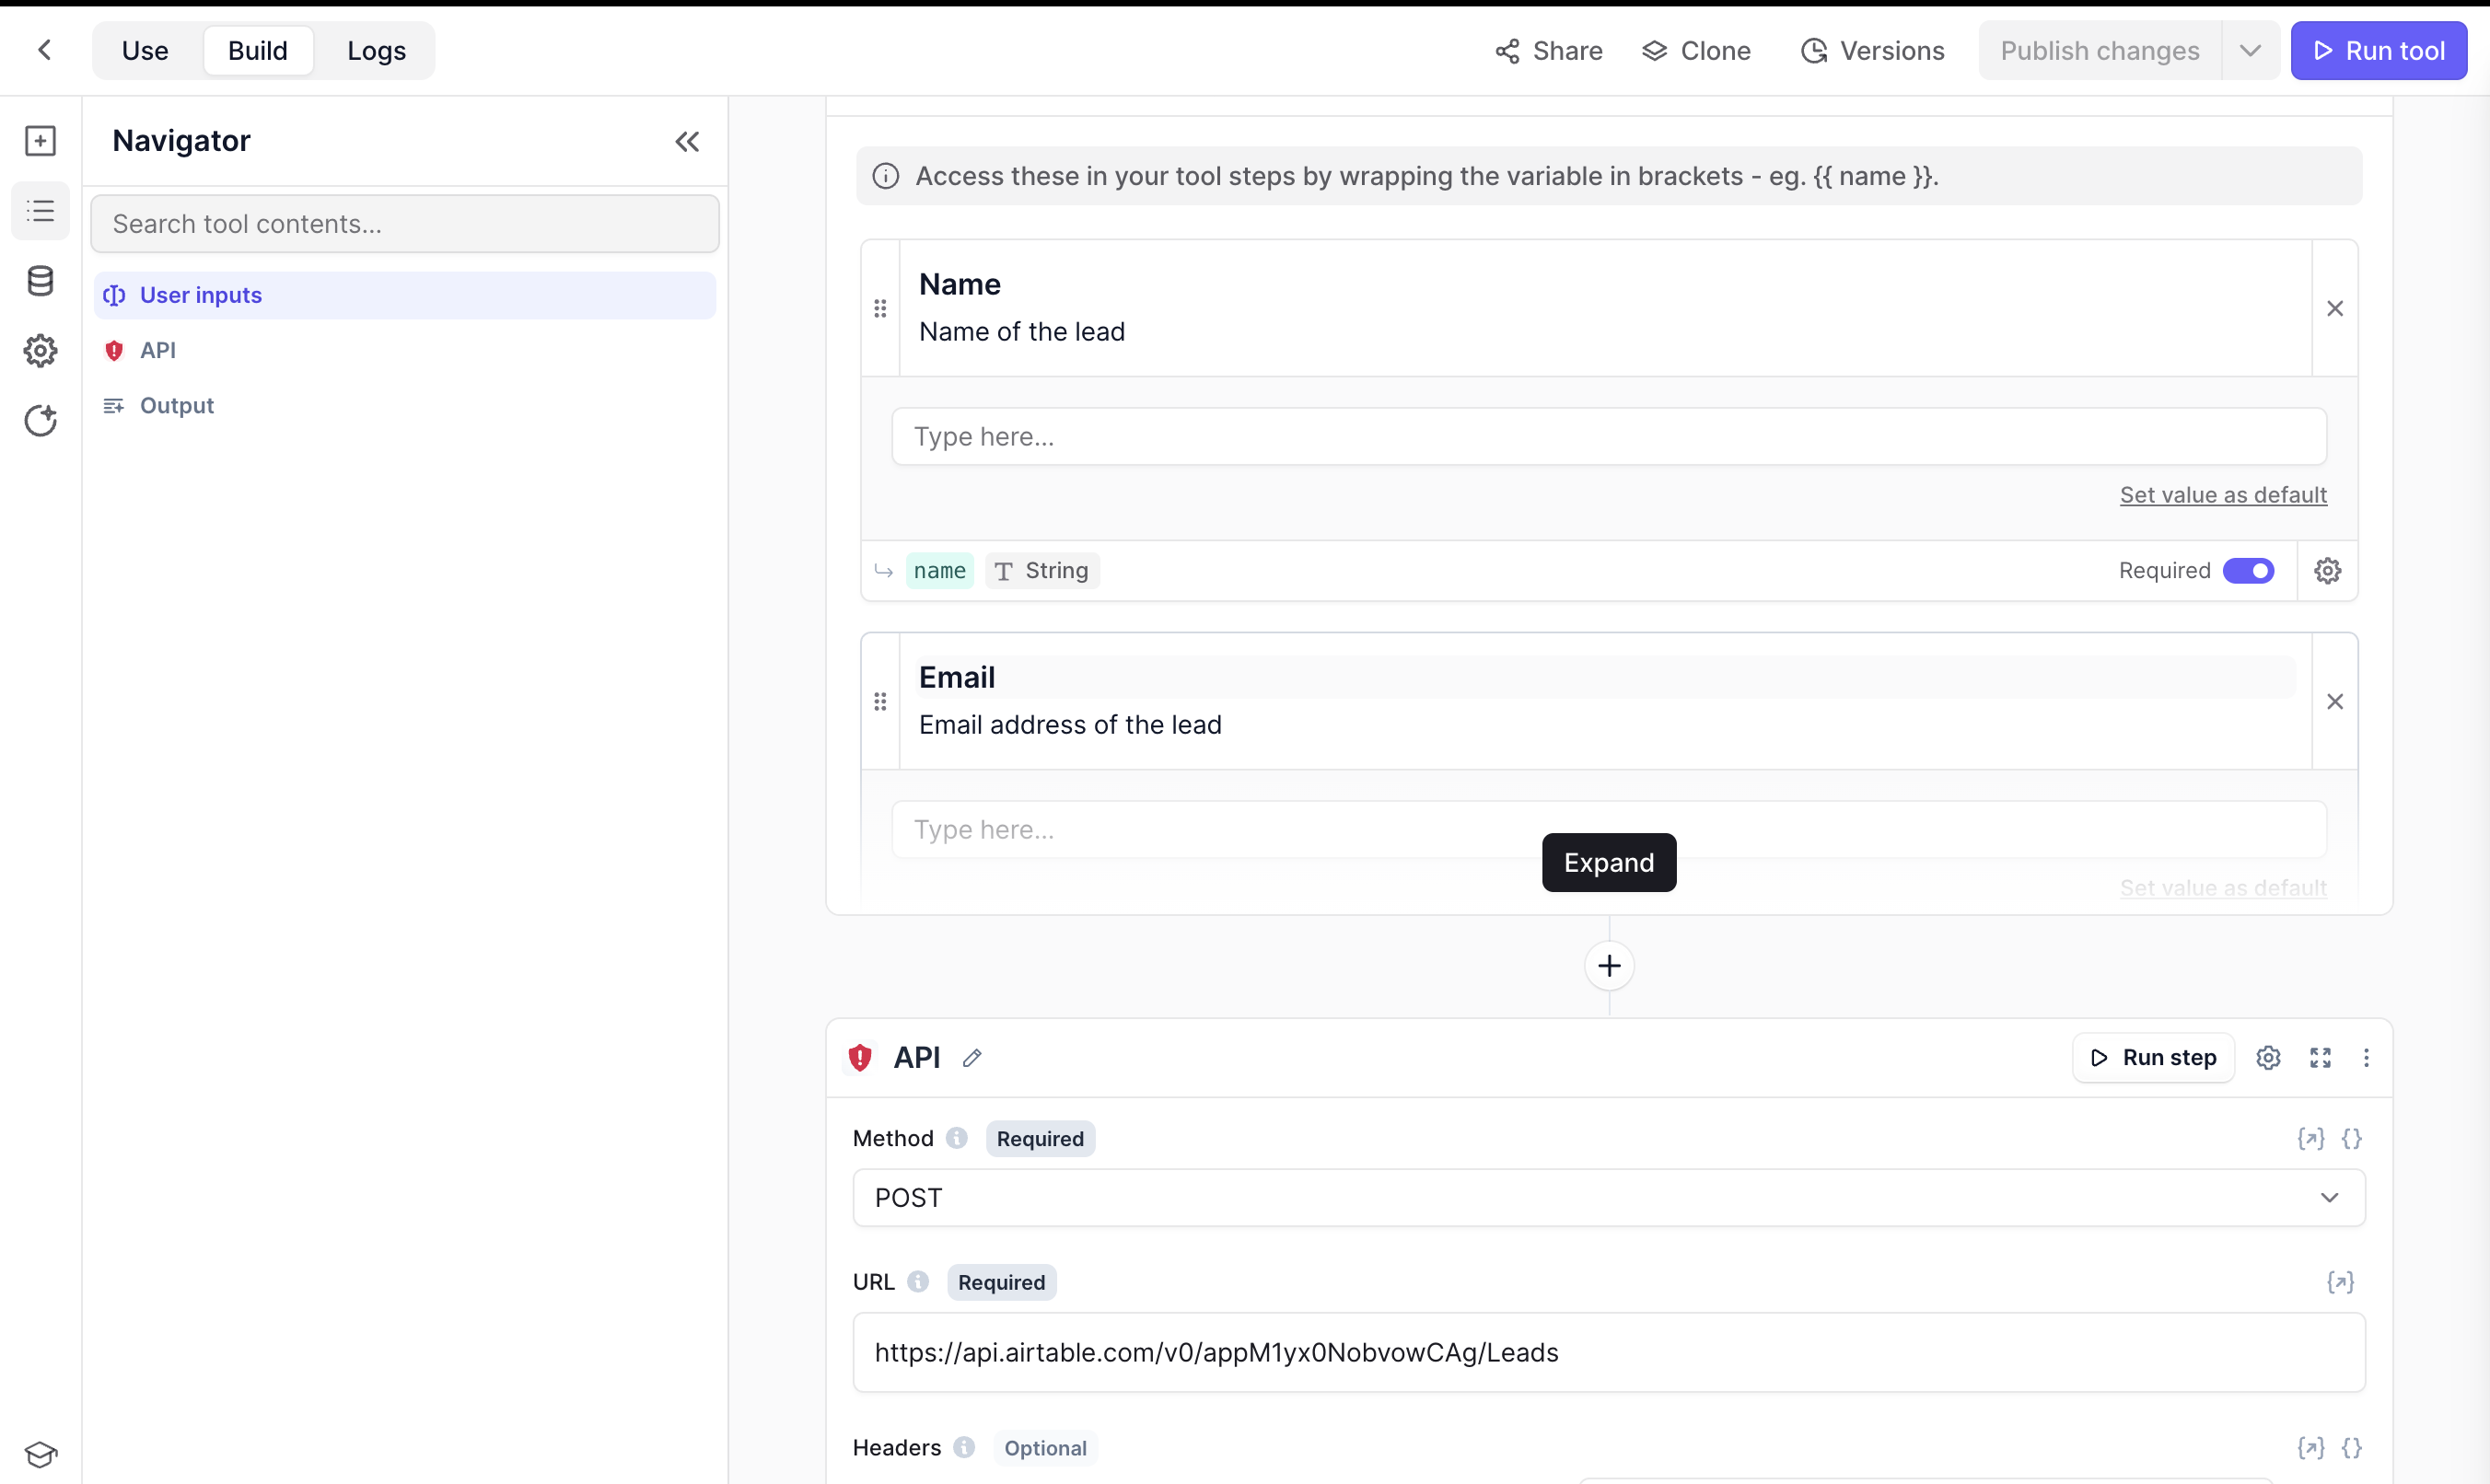 Use Build Logs Share Clone Versions Publish changes Run tool
Navigator
Search tool contents...
User inputs
API
Output
Access these in your tool steps by wrapping the variable in brackets - eg. {{ name }}.
Name
Name of the lead
Type here...
Set value as default
name String Required
Email
Email address of the lead
Type here...
Expand
Set value as default
API Run step
Method Required
POST
URL Required
https://api.airtable.com/v0/appM1yx0NobvowCAg/Leads
Headers Optional